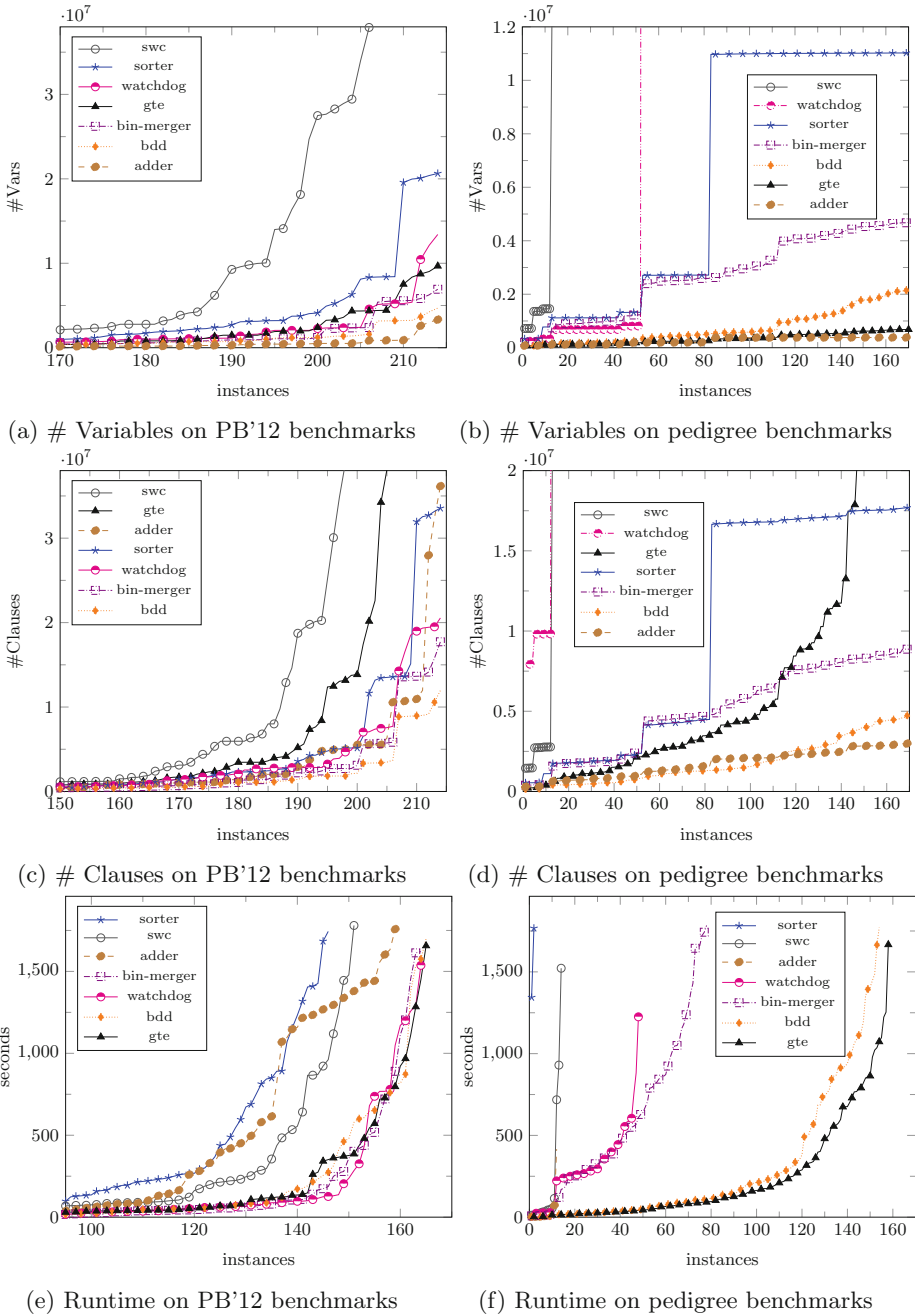 ·10^7
4
3
2
1
0
170
180
190
200
210
#Vars
instances
swc
sorter
watchdog
gte
bin-merger
bdd
adder
(a) # Variables on PB'12 benchmarks
·10^7
1.2
1
0.8
0.6
0.4
0.2
0
0
20
40
60
80
100
120
140
160
#Vars
instances
swc
watchdog
sorter
bin-merger
bdd
gte
adder
(b) # Variables on pedigree benchmarks
·10^7
3
2
1
0
150
160
170
180
190
200
210
#Clauses
instances
swc
gte
adder
sorter
watchdog
bin-merger
bdd
(c) # Clauses on PB'12 benchmarks
·10^7
2
1.5
1
0.5
0
0
20
40
60
80
100
120
140
160
#Clauses
instances
swc
watchdog
gte
sorter
bin-merger
bdd
adder
(d) # Clauses on pedigree benchmarks
1,500
1,000
500
0
100
120
140
160
seconds
instances
sorter
swc
adder
bin-merger
watchdog
bdd
gte
(e) Runtime on PB'12 benchmarks
1,500
1,000
500
0
0
20
40
60
80
100
120
140
160
seconds
instances
sorter
swc
adder
watchdog
bin-merger
bdd
gte
(f) Runtime on pedigree benchmarks